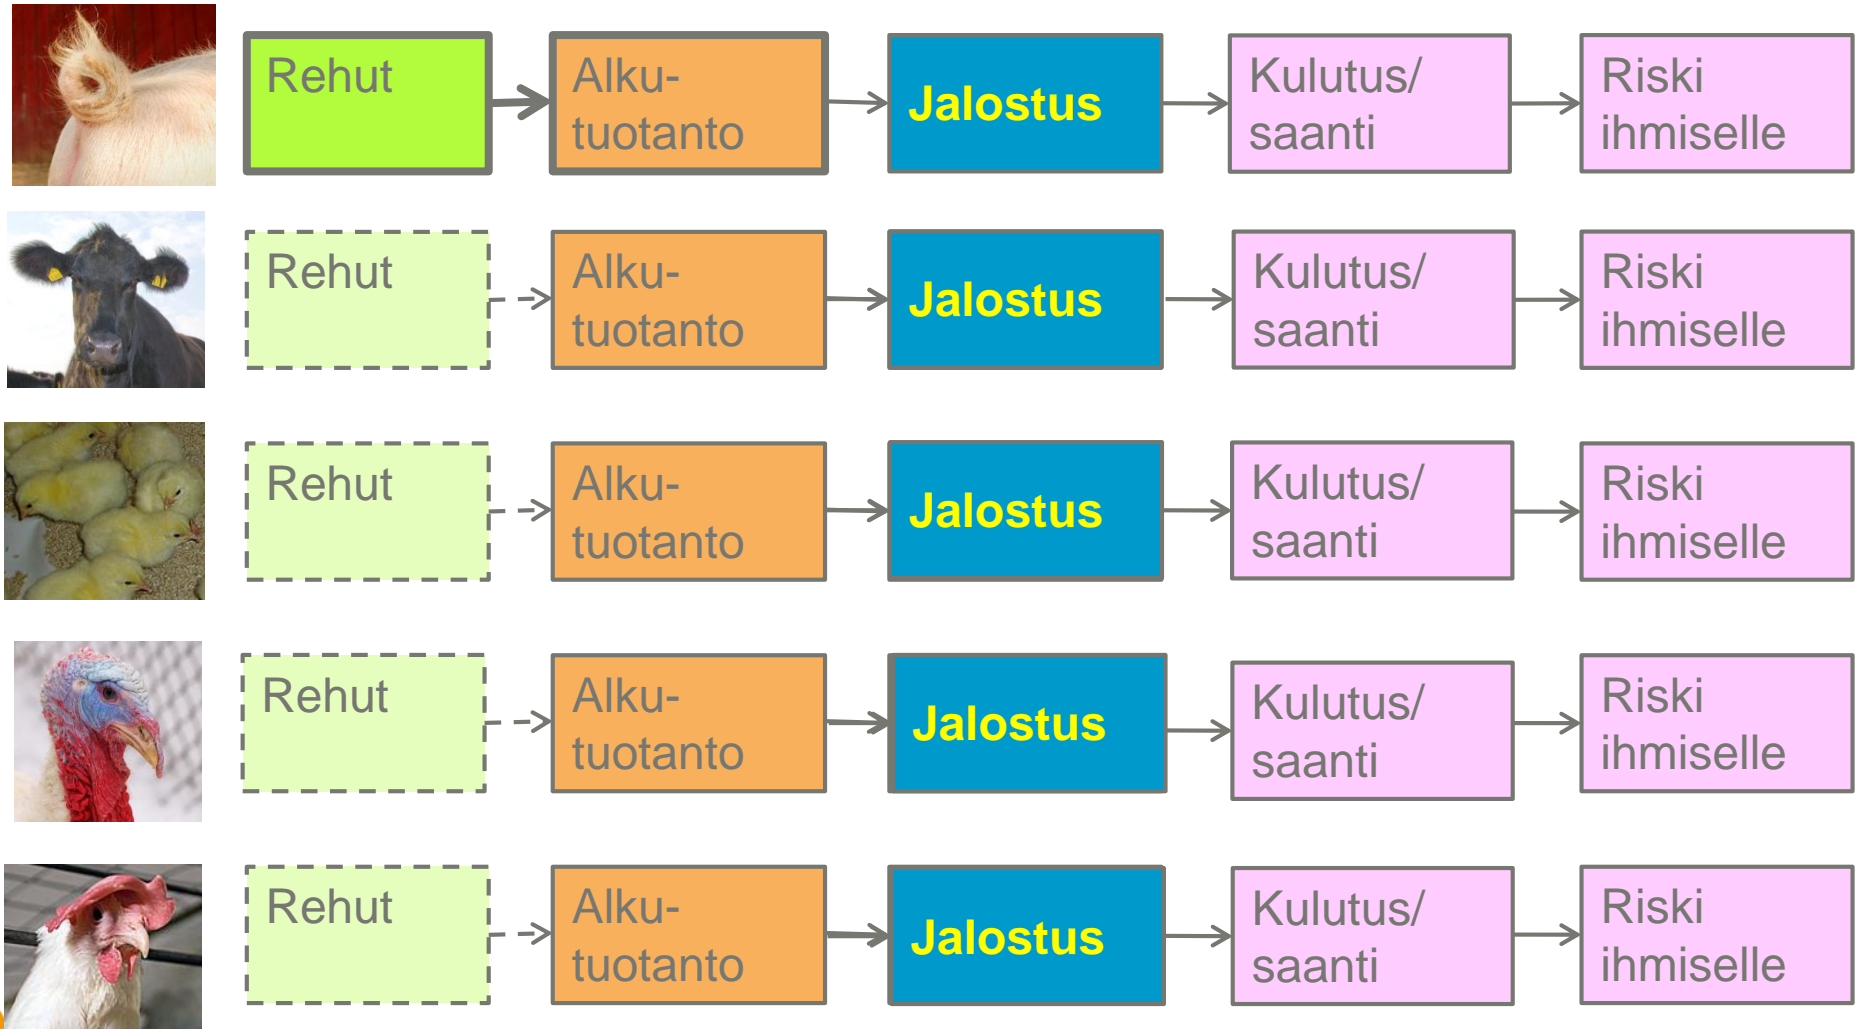 Rehut
Alku-
tuotanto
Jalostus
Kulutus/
saanti
Riski
ihmiselle
Rehut
Alku-
tuotanto
Jalostus
Kulutus/
saanti
Riski
ihmiselle
Rehut
Alku-
tuotanto
Jalostus
Kulutus/
saanti
Riski
ihmiselle
Rehut
Alku-
tuotanto
Jalostus
Kulutus/
saanti
Riski
ihmiselle
Rehut
Alku-
tuotanto
Jalostus
Kulutus/
saanti
Riski
ihmiselle